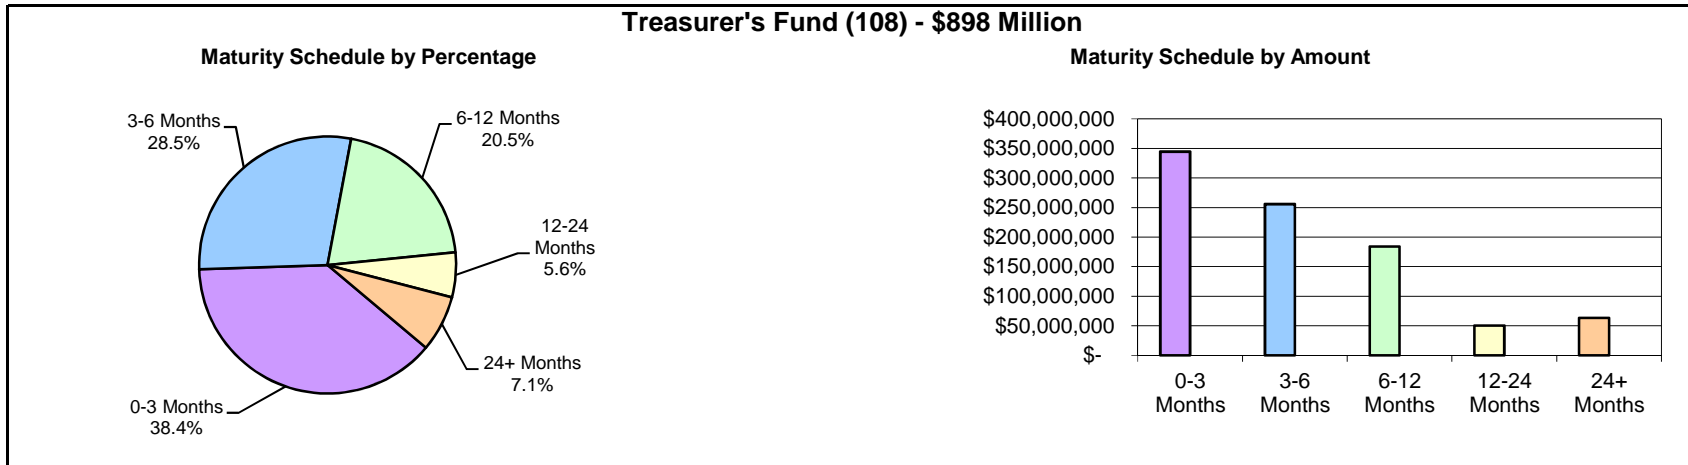 Treasurer's Fund (108) - $898 Million
Maturity Schedule by Percentage
3-6 Months
28.5%
6-12 Months
20.5%
12-24
Months
5.6%
24+ Months
7.1%
0-3 Months
38.4%
Maturity Schedule by Amount
$400,000,000
$350,000,000
$300,000,000
$250,000,000
$200,000,000
$150,000,000
$100,000,000
$50,000,000
$-
0-3 Months
3-6 Months
6-12 Months
12-24 Months
24+ Months